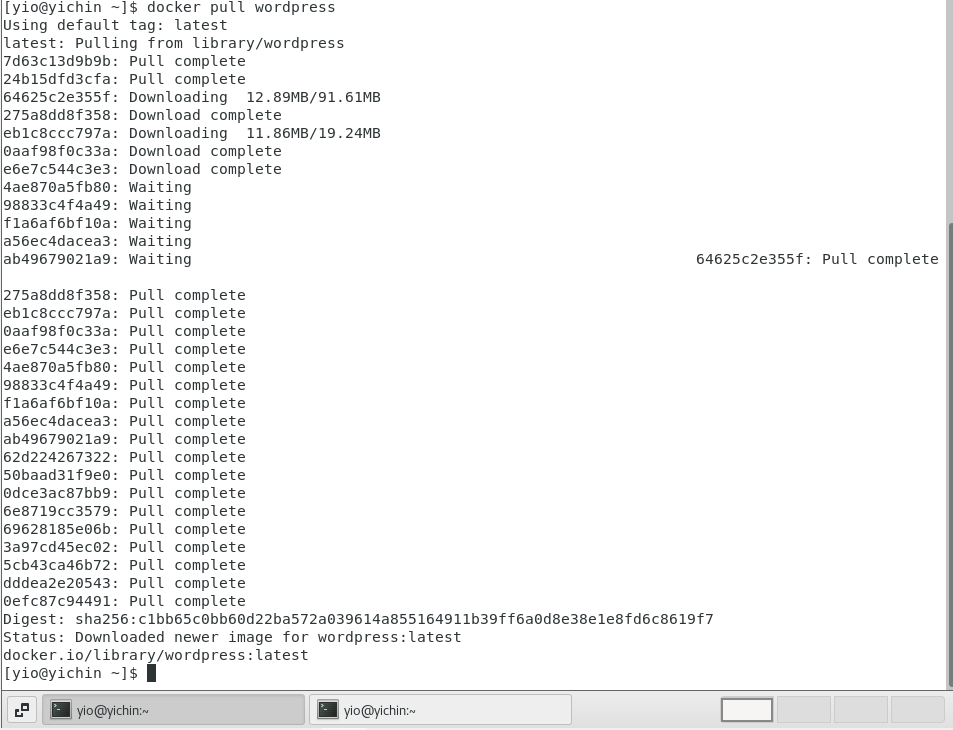 [yio@yichin ~]$ docker pull wordpress
Using default tag: latest
latest: Pulling from library/wordpress
7d63c13d9b9b: Pull complete
24b15dfd3cfa: Pull complete
64625c2e355f: Downloading  12.89MB/91.61MB
275a8dd8f358: Download complete
eb1c8ccc797a: Downloading  11.86MB/19.24MB
0aaf98f0c33a: Download complete
e6e7c544c3e3: Download complete
4ae870a5fb80: Waiting
98833c4f4a49: Waiting
f1a6af6bf10a: Waiting
a56ec4dacea3: Waiting
ab49679021a9: Waiting 64625c2e355f: Pull complete
275a8dd8f358: Pull complete
eb1c8ccc797a: Pull complete
0aaf98f0c33a: Pull complete
e6e7c544c3e3: Pull complete
4ae870a5fb80: Pull complete
98833c4f4a49: Pull complete
f1a6af6bf10a: Pull complete
a56ec4dacea3: Pull complete
ab49679021a9: Pull complete
62d224267322: Pull complete
50baad31f9e0: Pull complete
0dce3ac87bb9: Pull complete
6e8719cc3579: Pull complete
69628185e06b: Pull complete
3a97cd45ec02: Pull complete
5cb43ca46b72: Pull complete
dddea2e20543: Pull complete
0efc87c94491: Pull complete
Digest: sha256:c1bb65c0bb60d22ba572a039614a855164911b39ff6a0d8e38e1e8fd6c8619f7
Status: Downloaded newer image for wordpress:latest
docker.io/library/wordpress:latest
[yio@yichin ~]$
yio@yichin:~ yio@yichin:~